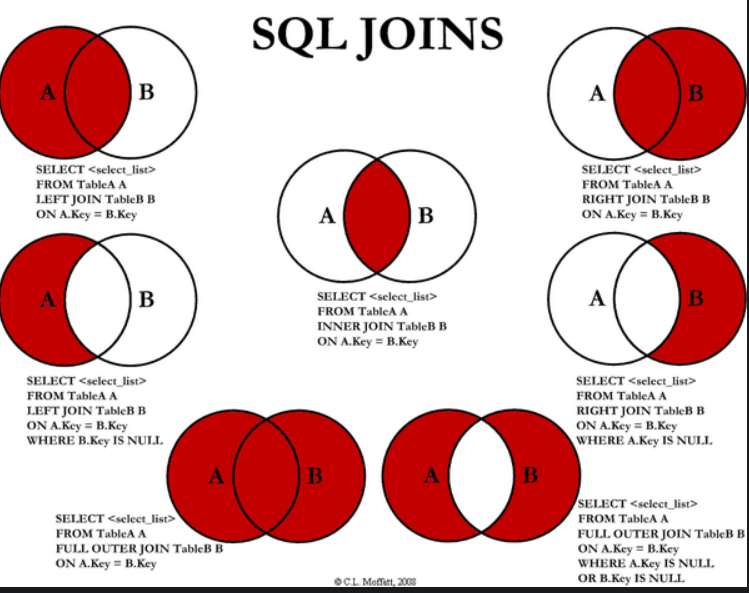 SQL JOINS
A B
SELECT <select_list>
FROM TableA A
LEFT JOIN TableB B
ON A.Key = B.Key
A B
SELECT <select_list>
FROM TableA A
RIGHT JOIN TableB B
ON A.Key = B.Key
A B
SELECT <select_list>
FROM TableA A
INNER JOIN TableB B
ON A.Key = B.Key
A B
SELECT <select_list>
FROM TableA A
LEFT JOIN TableB B
ON A.Key = B.Key
WHERE B.Key IS NULL
A B
SELECT <select_list>
FROM TableA A
RIGHT JOIN TableB B
ON A.Key = B.Key
WHERE A.Key IS NULL
A B
SELECT <select_list>
FROM TableA A
FULL OUTER JOIN TableB B
ON A.Key = B.Key
A B
SELECT <select_list>
FROM TableA A
FULL OUTER JOIN TableB B
ON A.Key = B.Key
WHERE A.Key IS NULL
OR B.Key IS NULL
© C.L. Moffatt, 2008